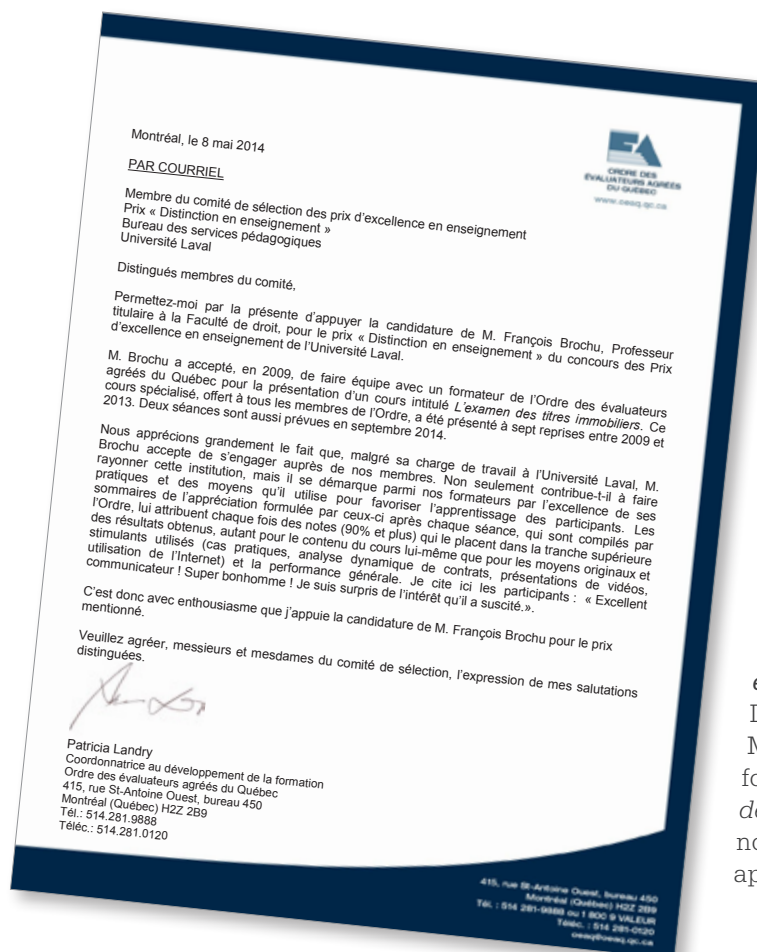 Montréal, le 8 mai 2014
PAR COURRIEL
EA
ORDRE DES
ÉVALUATEURS AGRÉÉS
DU QUÉBEC
www.oeaq.qc.ca
Membre du comité de sélection des prix d'excellence en enseignement
Prix « Distinction en enseignement »
Bureau des services pédagogiques
Université Laval
Distingués membres du comité,
Permettez-moi par la présente d'appuyer la candidature de M. François Brochu, Professeur
titulaire à la Faculté de droit, pour le prix « Distinction en enseignement » du concours des Prix
d'excellence en enseignement de l'Université Laval.
M. Brochu a accepté, en 2009, de faire équipe avec un formateur de l'Ordre des évaluateurs
agréés du Québec pour la présentation d'un cours intitulé L'examen des titres immobiliers. Ce
cours spécialisé, offert à tous les membres de l'Ordre, a été présenté à sept reprises entre 2009 et
2013. Deux séances sont aussi prévues en septembre 2014.
Nous apprécions grandement le fait que, malgré sa charge de travail à l'Université Laval, M.
Brochu accepte de s'engager auprès de nos membres. Non seulement contribue-t-il à faire
rayonner cette institution, mais il se démarque parmi nos formateurs par l'excellence de ses
pratiques et des moyens qu'il utilise pour favoriser l'apprentissage des participants. Les
sommaires de l'appréciation formulée par ceux-ci après chaque séance, qui sont compilés par
l'Ordre, lui attribuent chaque fois des notes (90% et plus) qui le placent dans la tranche supérieure
des résultats obtenus, autant pour le contenu du cours lui-même que pour les moyens originaux et
stimulants utilisés (cas pratiques, analyse dynamique de contrats, présentations de vidéos,
utilisation de l'Internet) et la performance générale. Je cite ici les participants : « Excellent
communicateur ! Super bonhomme ! Je suis surpris de l'intérêt qu'il a suscité.».
C'est donc avec enthousiasme que j'appuie la candidature de M. François Brochu pour le prix
mentionné.
Veuillez agréer, messieurs et mesdames du comité de sélection, l'expression de mes salutations
distinguées.
Patricia Landry
Coordonnatrice au développement de la formation
Ordre des évaluateurs agréés du Québec
415, rue St-Antoine Ouest, bureau 450
Montréal (Québec) H2Z 2B9
Tél.: 514.281.9888
Téléc.: 514.281.0120
415, rue St-Antoine Ouest, bureau 450
Montréal (Québec) H2Z 2B9
Tél. : 514 281-9888 ou 1 800 9 VALEUR
Téléc. : 514 281-0120
oeaq@oeaq.qc.ca